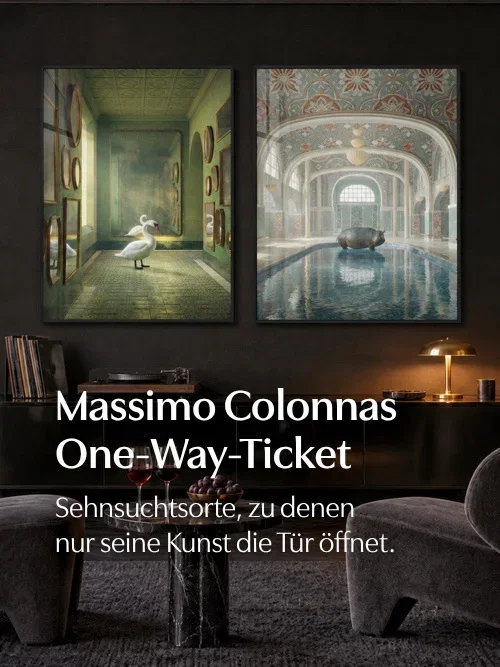 Massimo Colonnas
One-Way-Ticket
Sehnsuchtsorte, zu denen
nur seine Kunst die Tür öffnet.